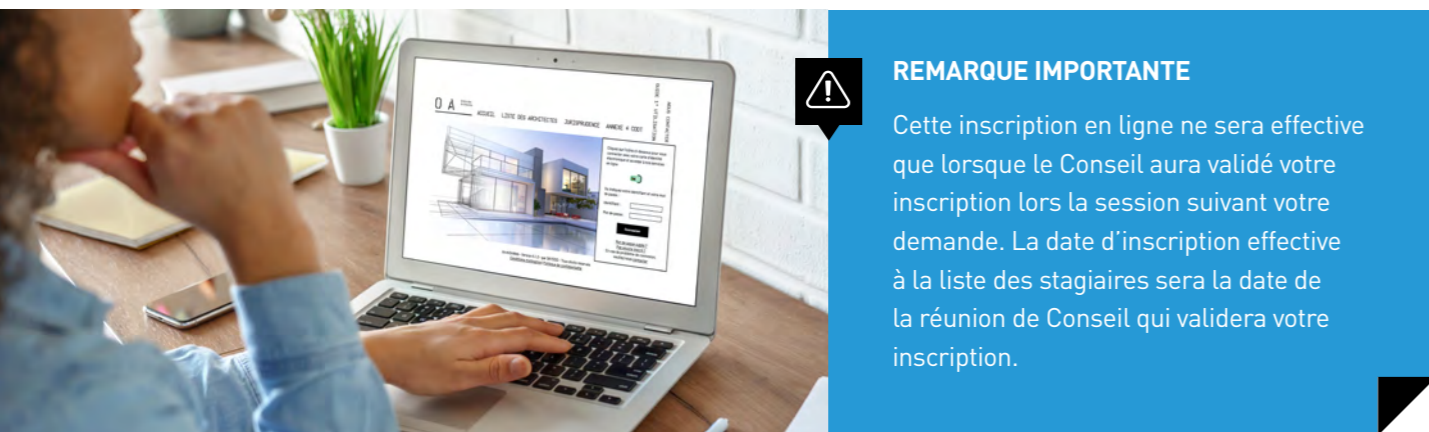 O A
ACCUEIL LISTE DES ARCHITECTES JURISPRUDENCE ANNEXE 4 CODT
REMARQUE IMPORTANTE
Cette inscription en ligne ne sera effective
que lorsque le Conseil aura validé votre
inscription lors la session suivant votre
demande. La date d’inscription effective
à la liste des stagiaires sera la date de
la réunion de Conseil qui validera votre
inscription.